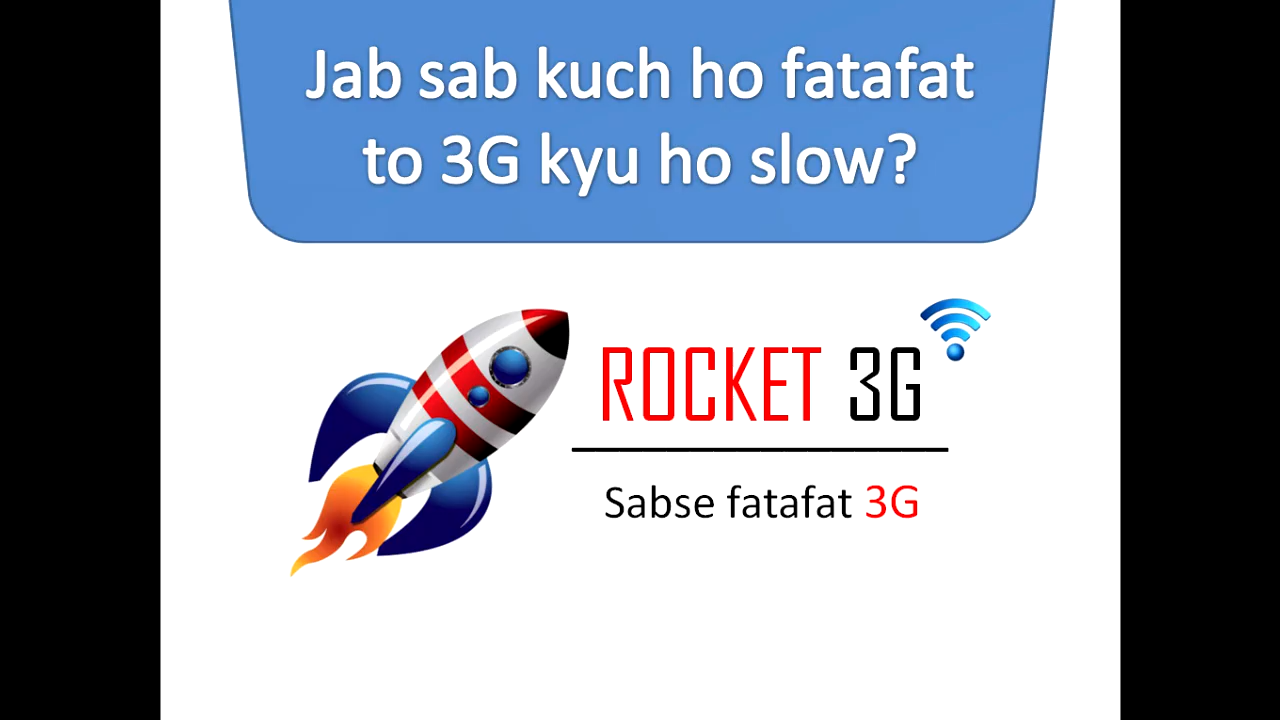 Jab sab kuch ho fatafat
to 3G kyu ho slow?
ROCKET 3G
Sabse fatafat 3G